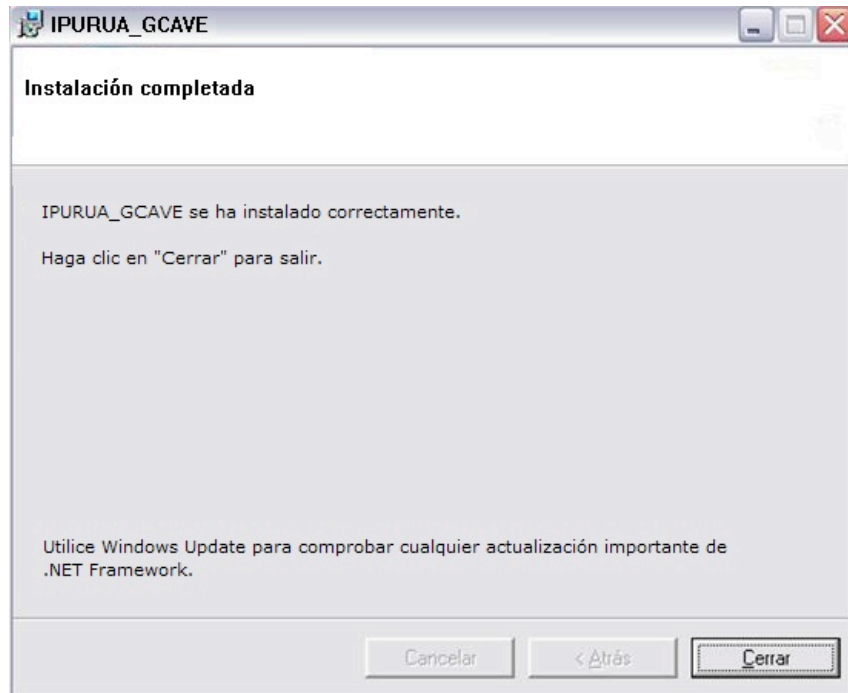 IPURUA_GCAVE
Instalación completada
IPURUA_GCAVE se ha instalado correctamente.
Haga clic en "Cerrar" para salir.
Utilice Windows Update para comprobar cualquier actualización importante de
.NET Framework.
Cancelar
< Atrás
Cerrar